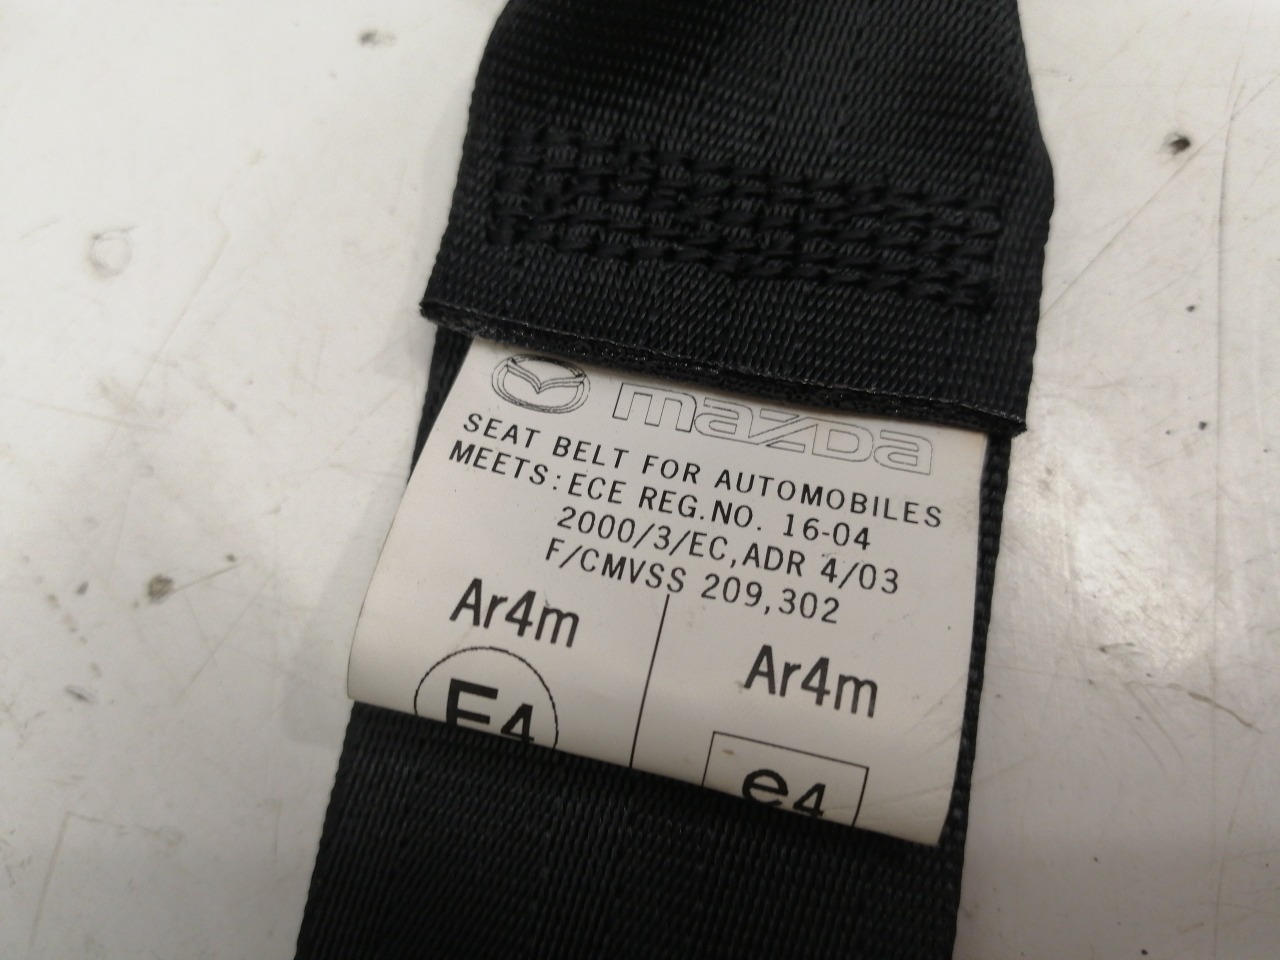 mazda
SEAT BELT FOR AUTOMOBILES
MEETS: ECE REG.NO. 16-04
2000/3/EC, ADR 4/03
F/CMVSS 209,302
Ar4m Ar4m
E4 e4